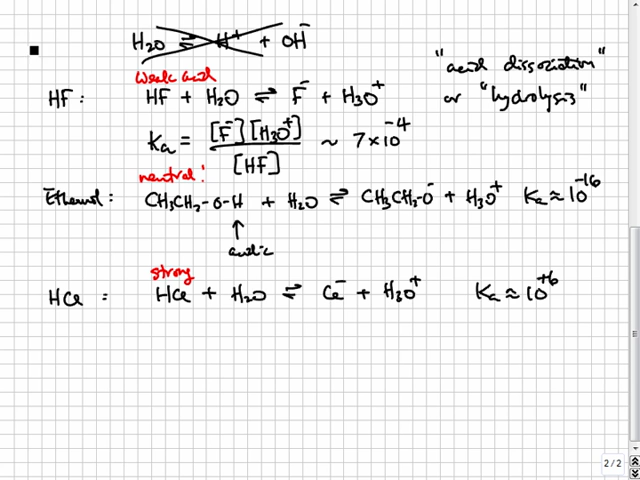 H₂O ⇌ H⁺ + OH⁻
"acid dissociation"
or "hydrolysis"
weak acid
HF : HF + H₂O ⇌ F⁻ + H₃O⁺
Ka = [F⁻][H₃O⁺] / [HF] ~ 7×10⁻⁴
neutral!
Ethanol: CH₃CH₂-O-H + H₂O ⇌ CH₃CH₂-O⁻ + H₃O⁺ Ka ≈ 10⁻¹⁶
↑
acidic
strong
HCl : HCl + H₂O ⇌ Cl⁻ + H₃O⁺ Ka ≈ 10⁺⁶
2 / 2